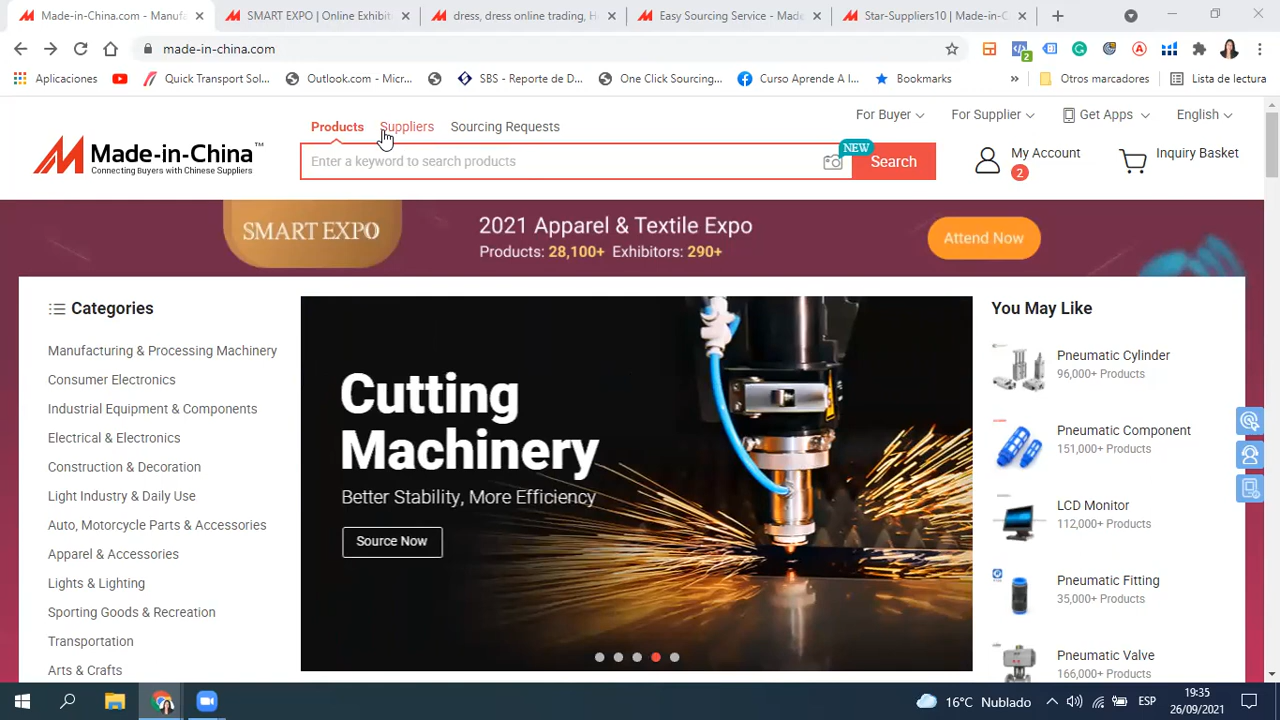 Made-in-China.com - Manufa
SMART EXPO | Online Exhibiti
dress, dress online trading, H
Easy Sourcing Service - Made
Star-Suppliers10 | Made-in-C
made-in-china.com
2
Aplicaciones
Quick Transport Sol...
Outlook.com - Micr...
SBS - Reporte de D...
One Click Sourcing...
Curso Aprende A I...
Bookmarks
»
Otros marcadores
Lista de lectura
Products
Suppliers
Sourcing Requests
For Buyer
For Supplier
Get Apps
English
Made-in-China™
Connecting Buyers with Chinese Suppliers
Enter a keyword to search products
NEW
Search
My Account
2
Inquiry Basket
SMART EXPO
2021 Apparel & Textile Expo
Products: 28,100+ Exhibitors: 290+
Attend Now
Categories
Manufacturing & Processing Machinery
Consumer Electronics
Industrial Equipment & Components
Electrical & Electronics
Construction & Decoration
Light Industry & Daily Use
Auto, Motorcycle Parts & Accessories
Apparel & Accessories
Lights & Lighting
Sporting Goods & Recreation
Transportation
Arts & Crafts
Cutting
Machinery
Better Stability, More Efficiency
Source Now
You May Like
Pneumatic Cylinder
96,000+ Products
Pneumatic Component
151,000+ Products
LCD Monitor
112,000+ Products
Pneumatic Fitting
35,000+ Products
Pneumatic Valve
166,000+ Products
16°C Nublado
ESP
19:35
26/09/2021